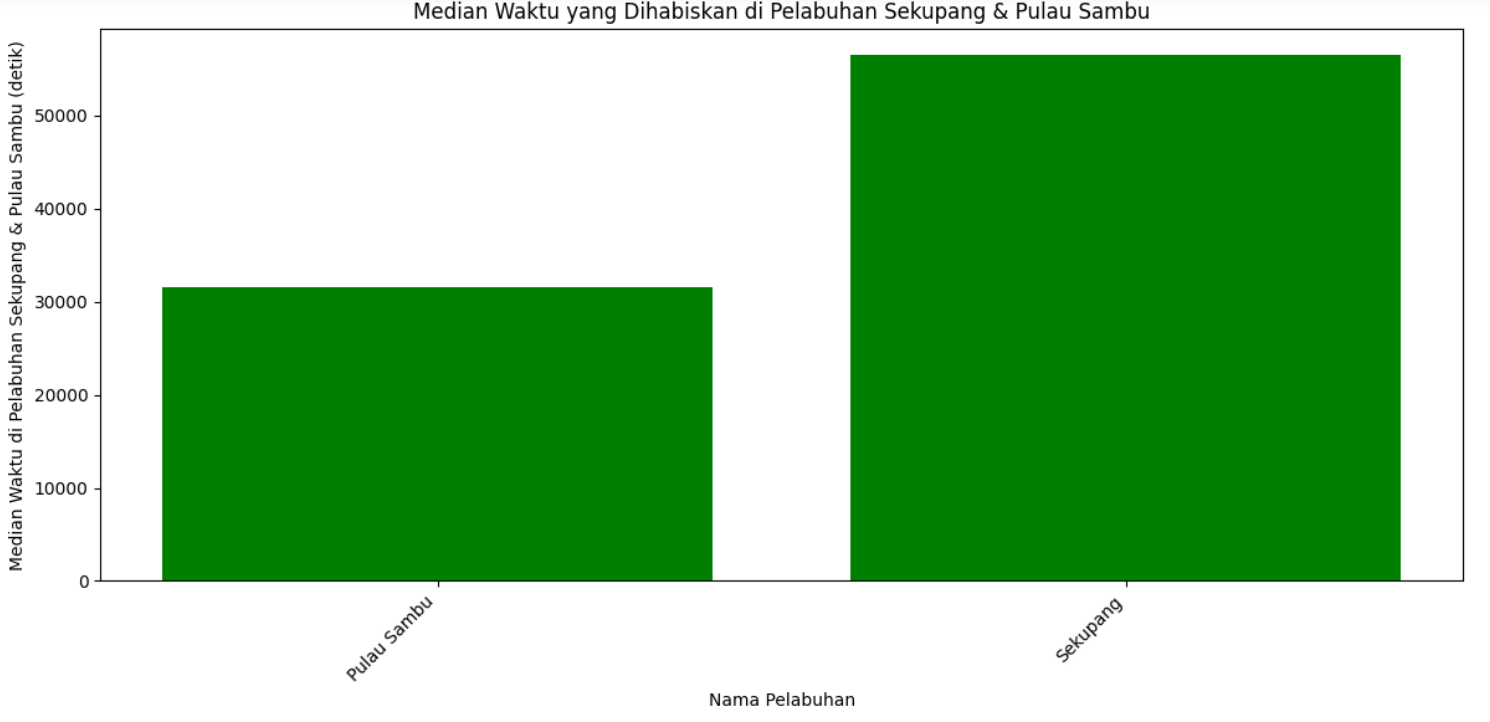 Median Waktu yang Dihabiskan di Pelabuhan Sekupang & Pulau Sambu
Median Waktu di Pelabuhan Sekupang & Pulau Sambu (detik)
50000
40000
30000
20000
10000
0
Pulau Sambu
Sekupang
Nama Pelabuhan